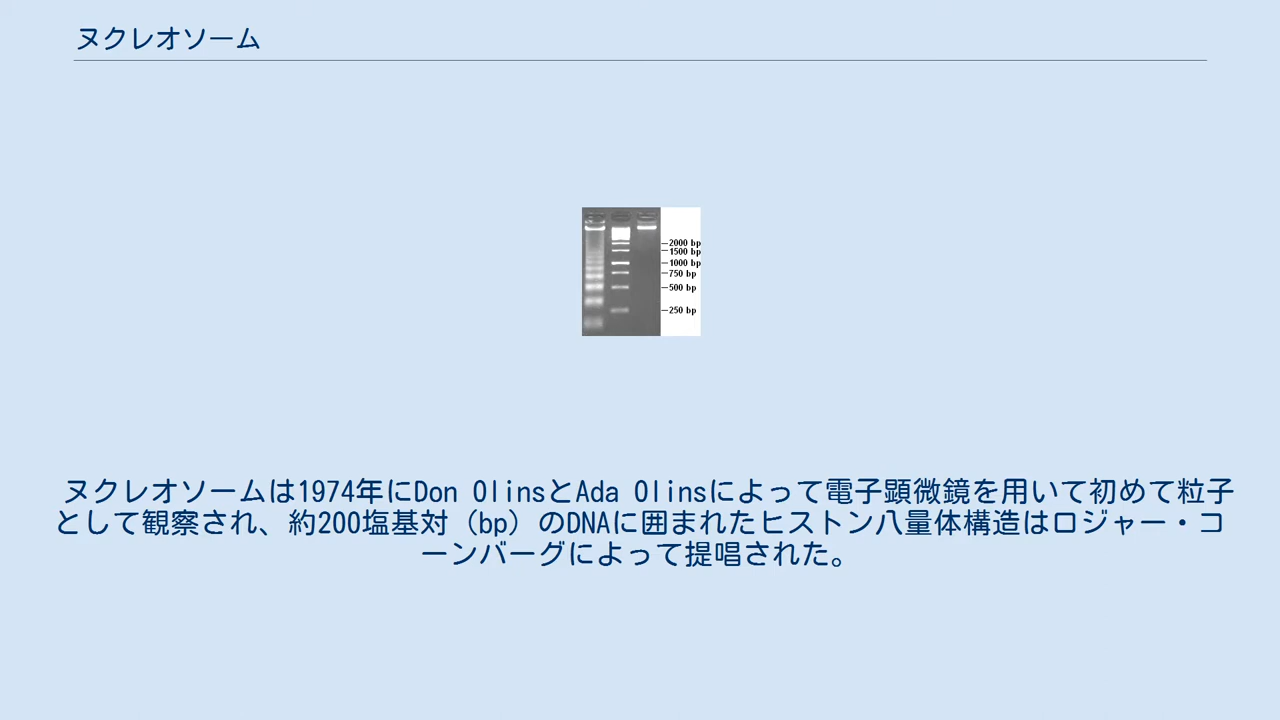 ヌクレオソーム
2000 bp
1500 bp
1000 bp
750 bp
500 bp
250 bp
ヌクレオソームは1974年にDon OlinsとAda Olinsによって電子顕微鏡を用いて初めて粒子
として観察され、約200塩基対（bp）のDNAに囲まれたヒストン八量体構造はロジャー・コ
ーンバーグによって提唱された。